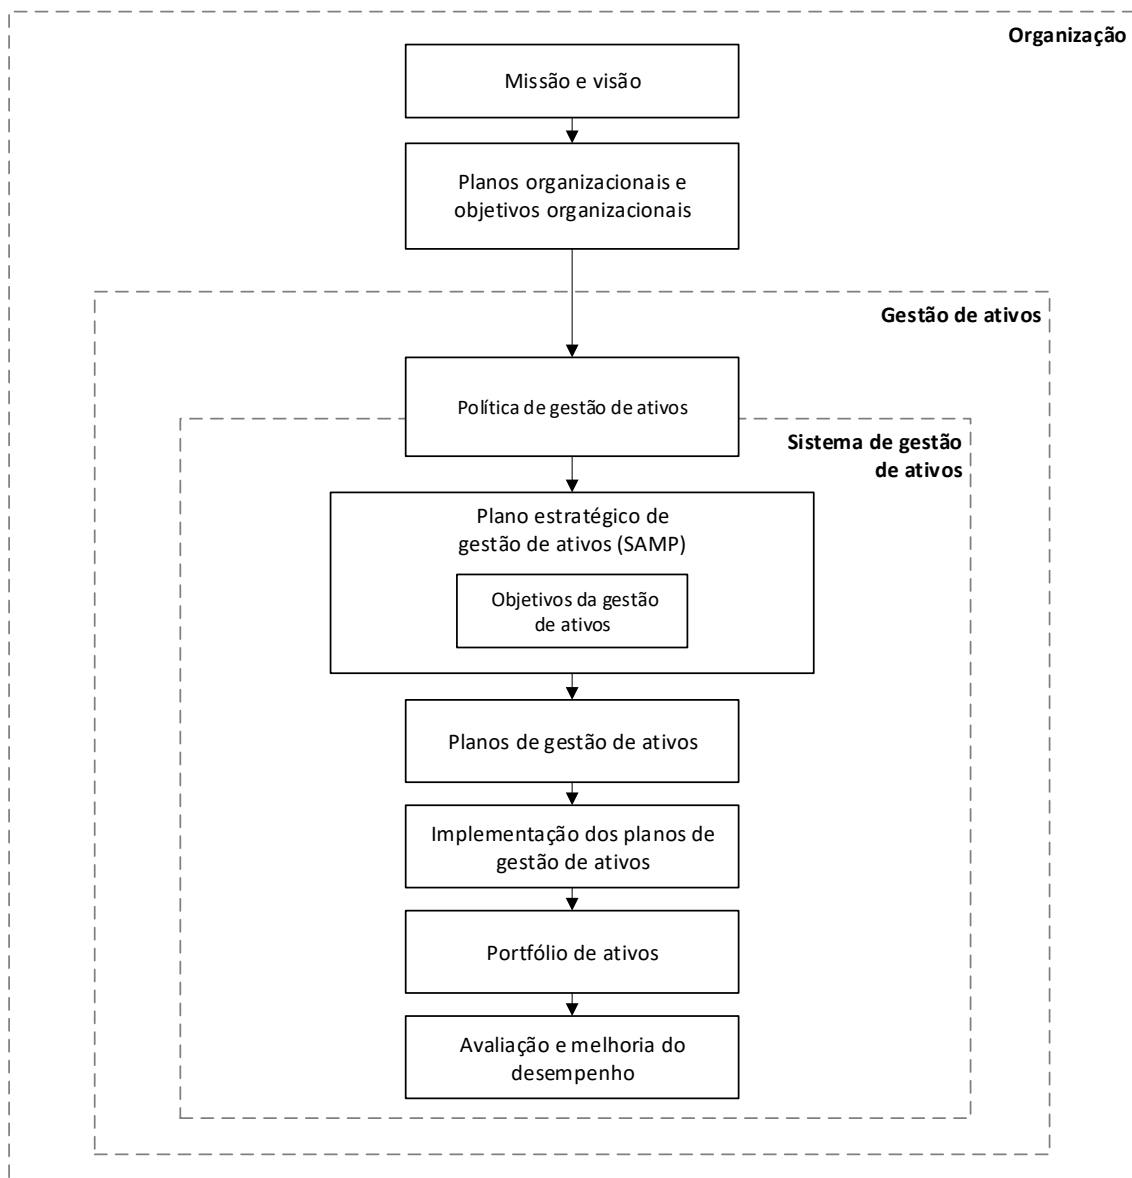 Organização
Missão e visão
Planos organizacionais e
objetivos organizacionais
Gestão de ativos
Política de gestão de ativos
Sistema de gestão
de ativos
Plano estratégico de
gestão de ativos (SAMP)
Objetivos da gestão
de ativos
Planos de gestão de ativos
Implementação dos planos de
gestão de ativos
Portfólio de ativos
Avaliação e melhoria do
desempenho